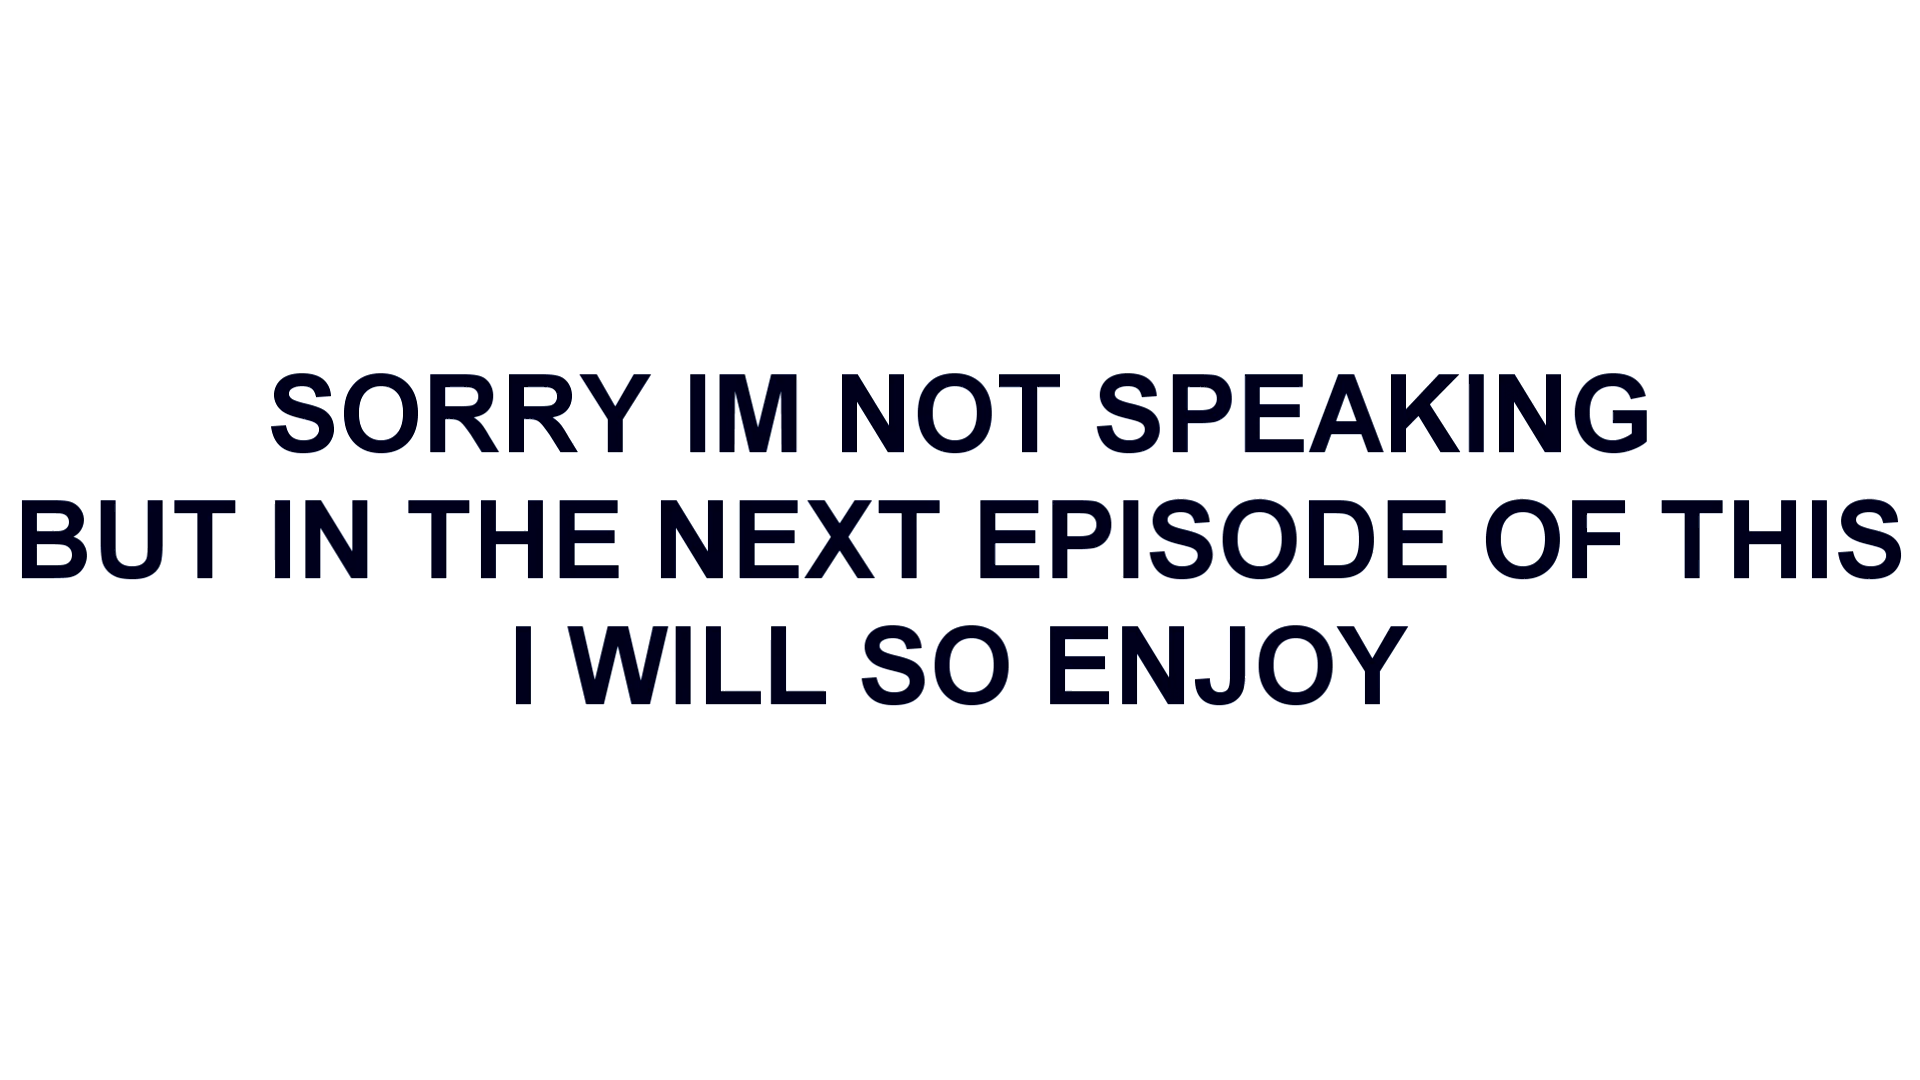 SORRY IM NOT SPEAKING
BUT IN THE NEXT EPISODE OF THIS
I WILL SO ENJOY